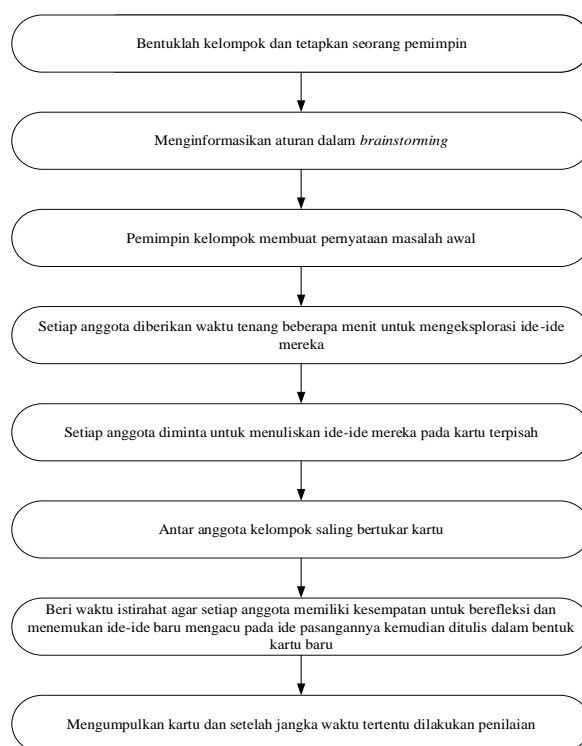 Bentuklah kelompok dan tetapkan seorang pemimpin
Menginformasikan aturan dalam brainstorming
Pemimpin kelompok membuat pernyataan masalah awal
Setiap anggota diberikan waktu tenang beberapa menit untuk mengeksplorasi ide-ide
mereka
Setiap anggota diminta untuk menuliskan ide-ide mereka pada kartu terpisah
Antar anggota kelompok saling bertukar kartu
Beri waktu istirahat agar setiap anggota memiliki kesempatan untuk berefleksi dan
menemukan ide-ide baru mengacu pada ide pasangannya kemudian ditulis dalam bentuk
kartu baru
Mengumpulkan kartu dan setelah jangka waktu tertentu dilakukan penilaian